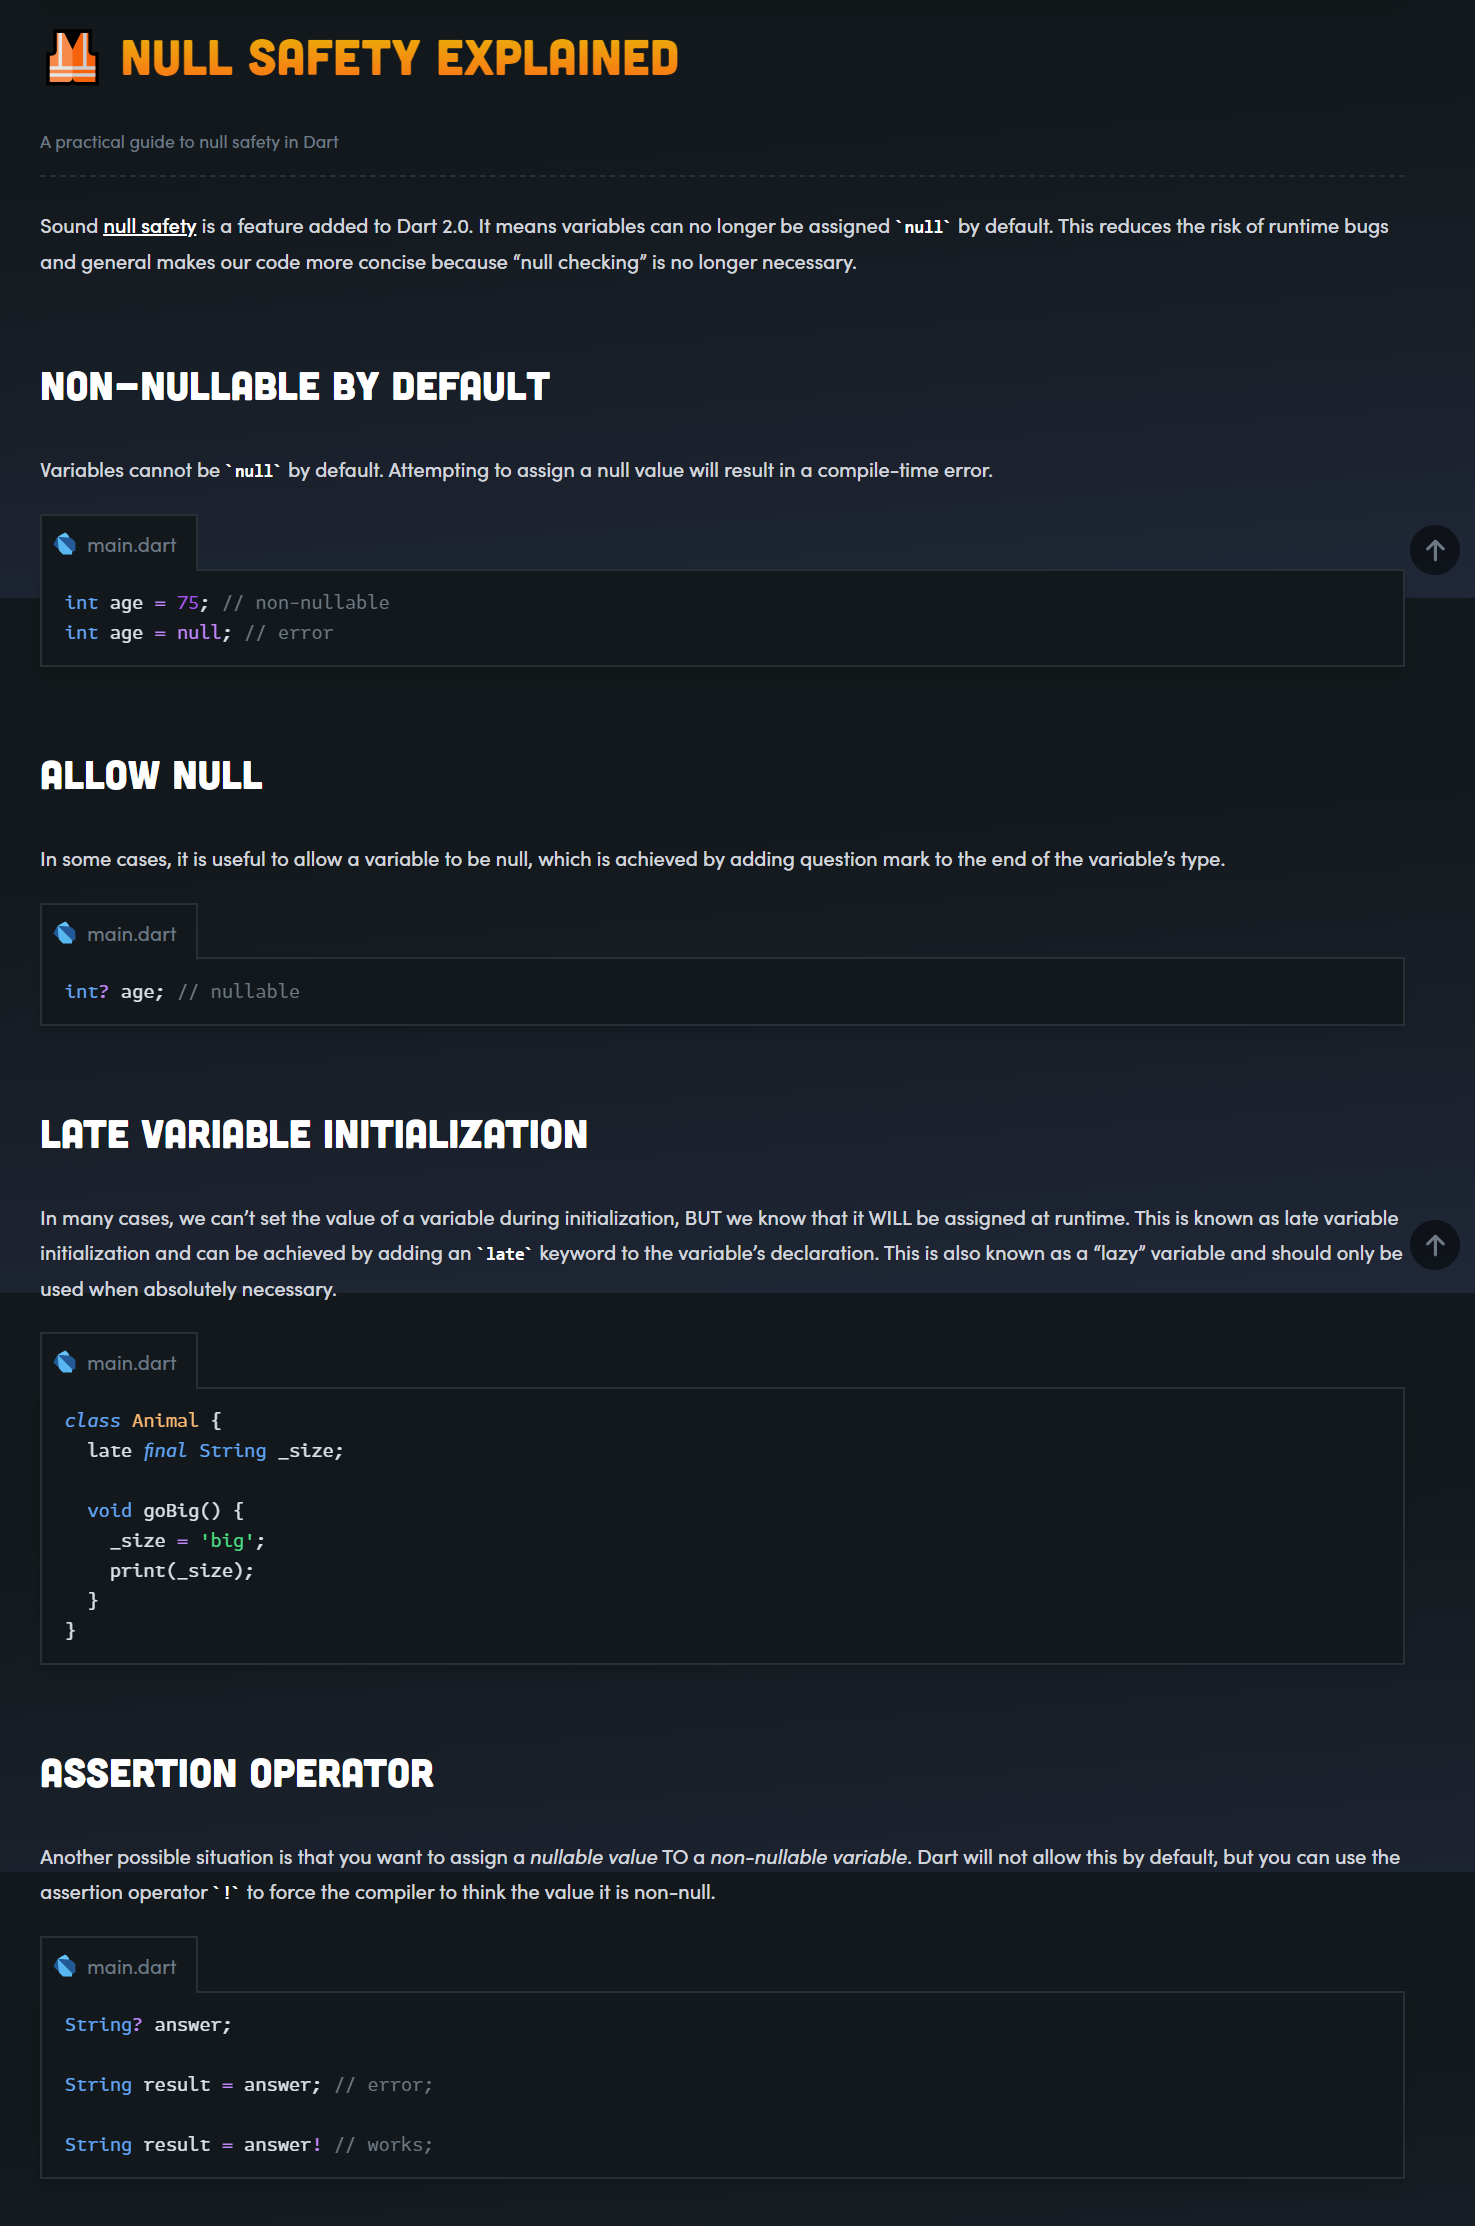 NULL SAFETY EXPLAINED
A practical guide to null safety in Dart
Sound null safety is a feature added to Dart 2.0. It means variables can no longer be assigned `null` by default. This reduces the risk of runtime bugs
and general makes our code more concise because “null checking” is no longer necessary.
NON-NULLABLE BY DEFAULT
Variables cannot be `null` by default. Attempting to assign a null value will result in a compile-time error.
main.dart
int age = 75; // non-nullable
int age = null; // error
ALLOW NULL
In some cases, it is useful to allow a variable to be null, which is achieved by adding question mark to the end of the variable’s type.
main.dart
int? age; // nullable
LATE VARIABLE INITIALIZATION
In many cases, we can’t set the value of a variable during initialization, BUT we know that it WILL be assigned at runtime. This is known as late variable
initialization and can be achieved by adding an `late` keyword to the variable’s declaration. This is also known as a “lazy” variable and should only be
used when absolutely necessary.
main.dart
class Animal {
  late final String _size;
  void goBig() {
    _size = 'big';
    print(_size);
  }
}
ASSERTION OPERATOR
Another possible situation is that you want to assign a nullable value TO a non-nullable variable. Dart will not allow this by default, but you can use the
assertion operator `!` to force the compiler to think the value it is non-null.
main.dart
String? answer;
String result = answer; // error;
String result = answer! // works;